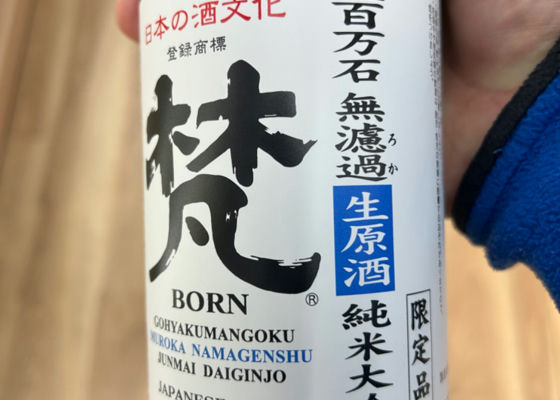 日本の酒文化
登録商標
梵
BORN
®
GOHYAKUMANGOKU
MUROKA NAMAGENSHU
JUNMAI DAIGINJO
JAPANESE
百万石
無濾過
ろか
生原酒
純米大
限定品